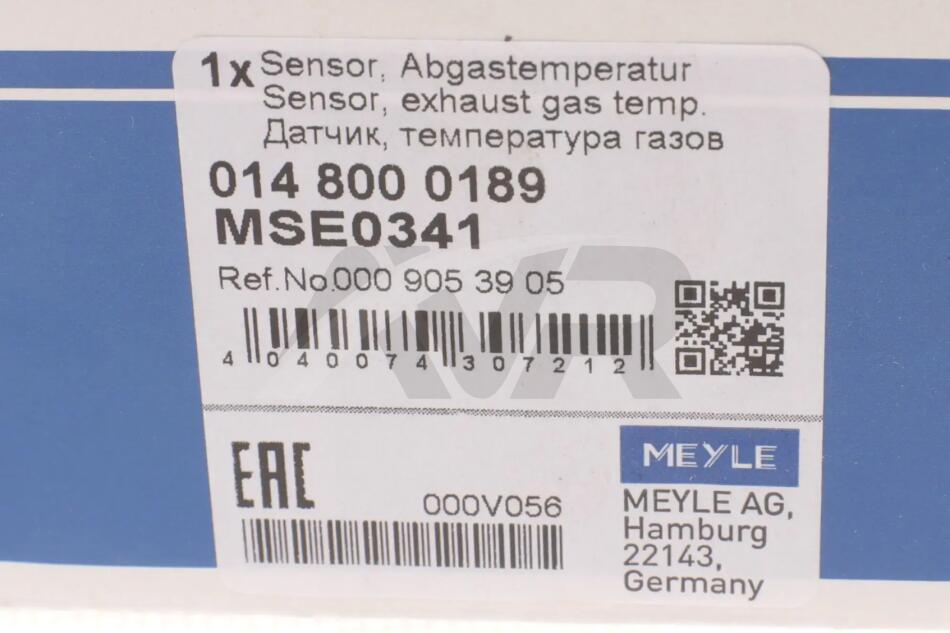 1x Sensor, Abgastemperatur
Sensor, exhaust gas temp.
Датчик, температура газов
014 800 0189
MSE0341
Ref.No.000 905 39 05
4 040074 307212
EAC
000V056
MEYLE
MEYLE AG,
Hamburg
22143,
Germany